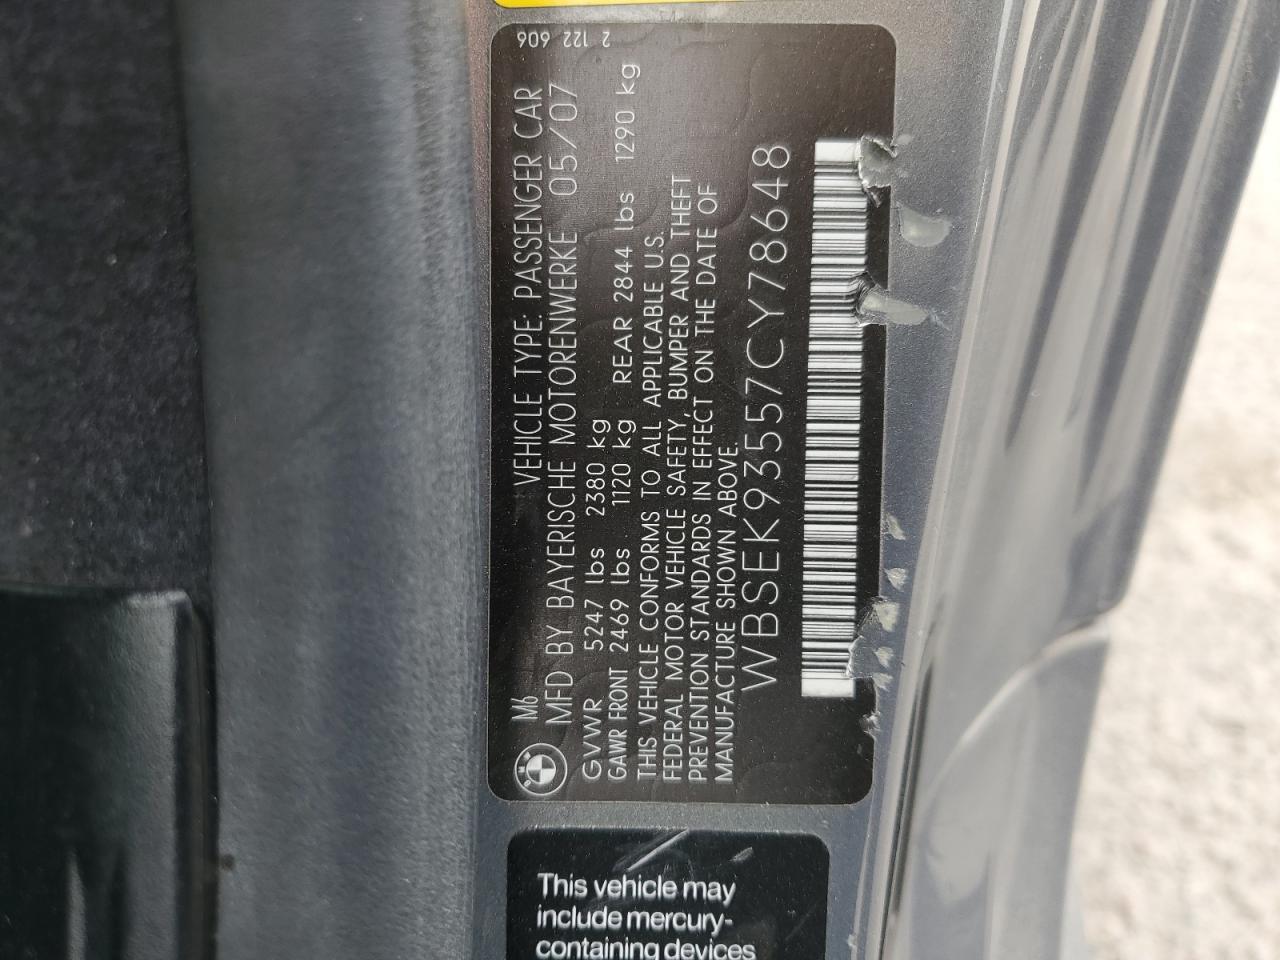 2 122 606
M6 VEHICLE TYPE: PASSENGER CAR
MFD BY BAYERISCHE MOTORENWERKE 05/07
GVWR 5247 lbs 2380 kg
GAWR FRONT 2469 lbs 1120 kg REAR 2844 lbs 1290 kg
THIS VEHICLE CONFORMS TO ALL APPLICABLE U.S.
FEDERAL MOTOR VEHICLE SAFETY, BUMPER AND THEFT
PREVENTION STANDARDS IN EFFECT ON THE DATE OF
MANUFACTURE SHOWN ABOVE.
WBSEK93557CY78648
This vehicle may
include mercury-
containing devices